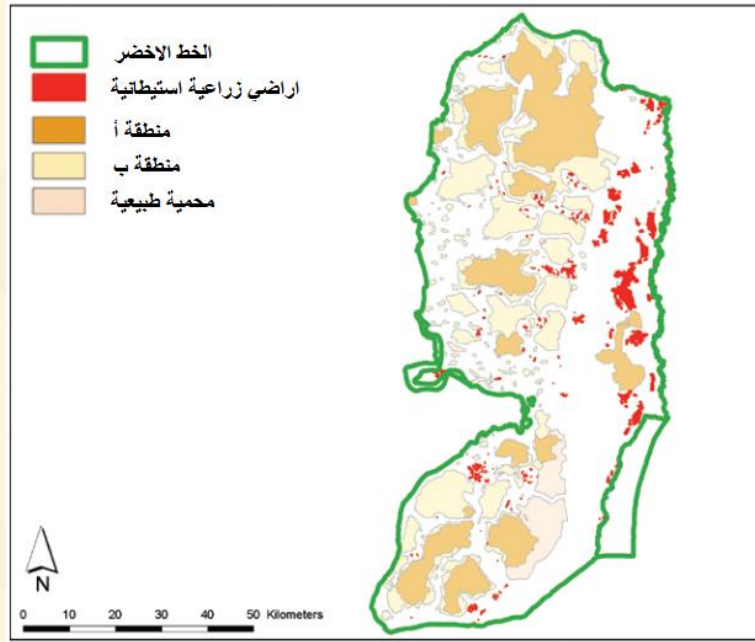 الخط الاخضر
اراضي زراعية استيطانية
منطقة أ
منطقة ب
محمية طبيعية
N
0 10 20 30 40 50 Kilometers